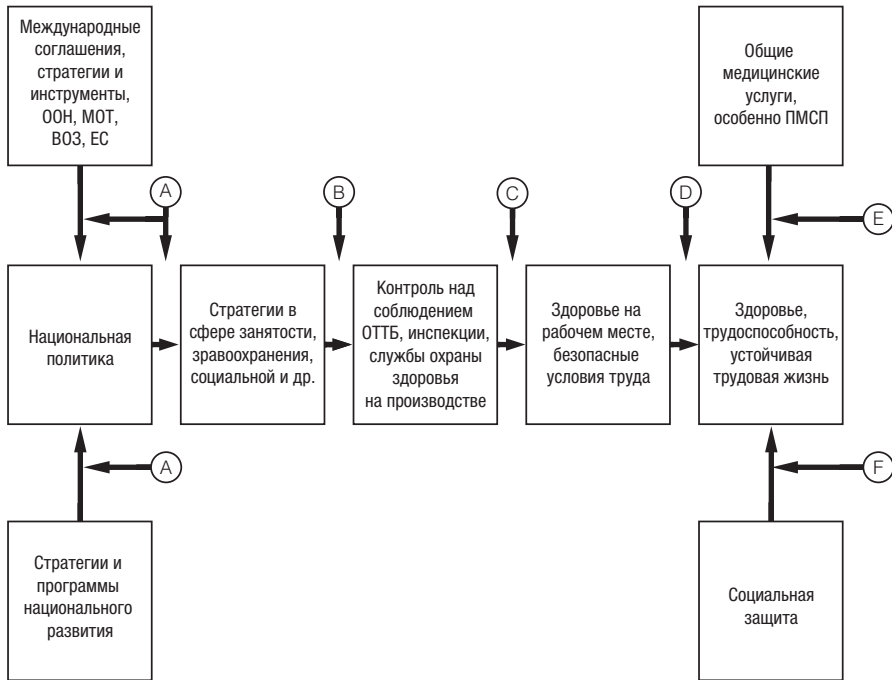 Международные
соглашения,
стратегии и
инструменты,
ООН, МОТ,
ВОЗ, ЕС
Общие
медицинские
услуги,
особенно ПМСП
A
B
C
D
E
Национальная
политика
Стратегии в
сфере занятости,
зравоохранения,
социальной и др.
Контроль над
соблюдением
ОТТБ, инспекции,
службы охраны
здоровья
на производстве
Здоровье на
рабочем месте,
безопасные
условия труда
Здоровье,
трудоспособность,
устойчивая
трудовая жизнь
A
F
Стратегии и
программы
национального
развития
Социальная
защита